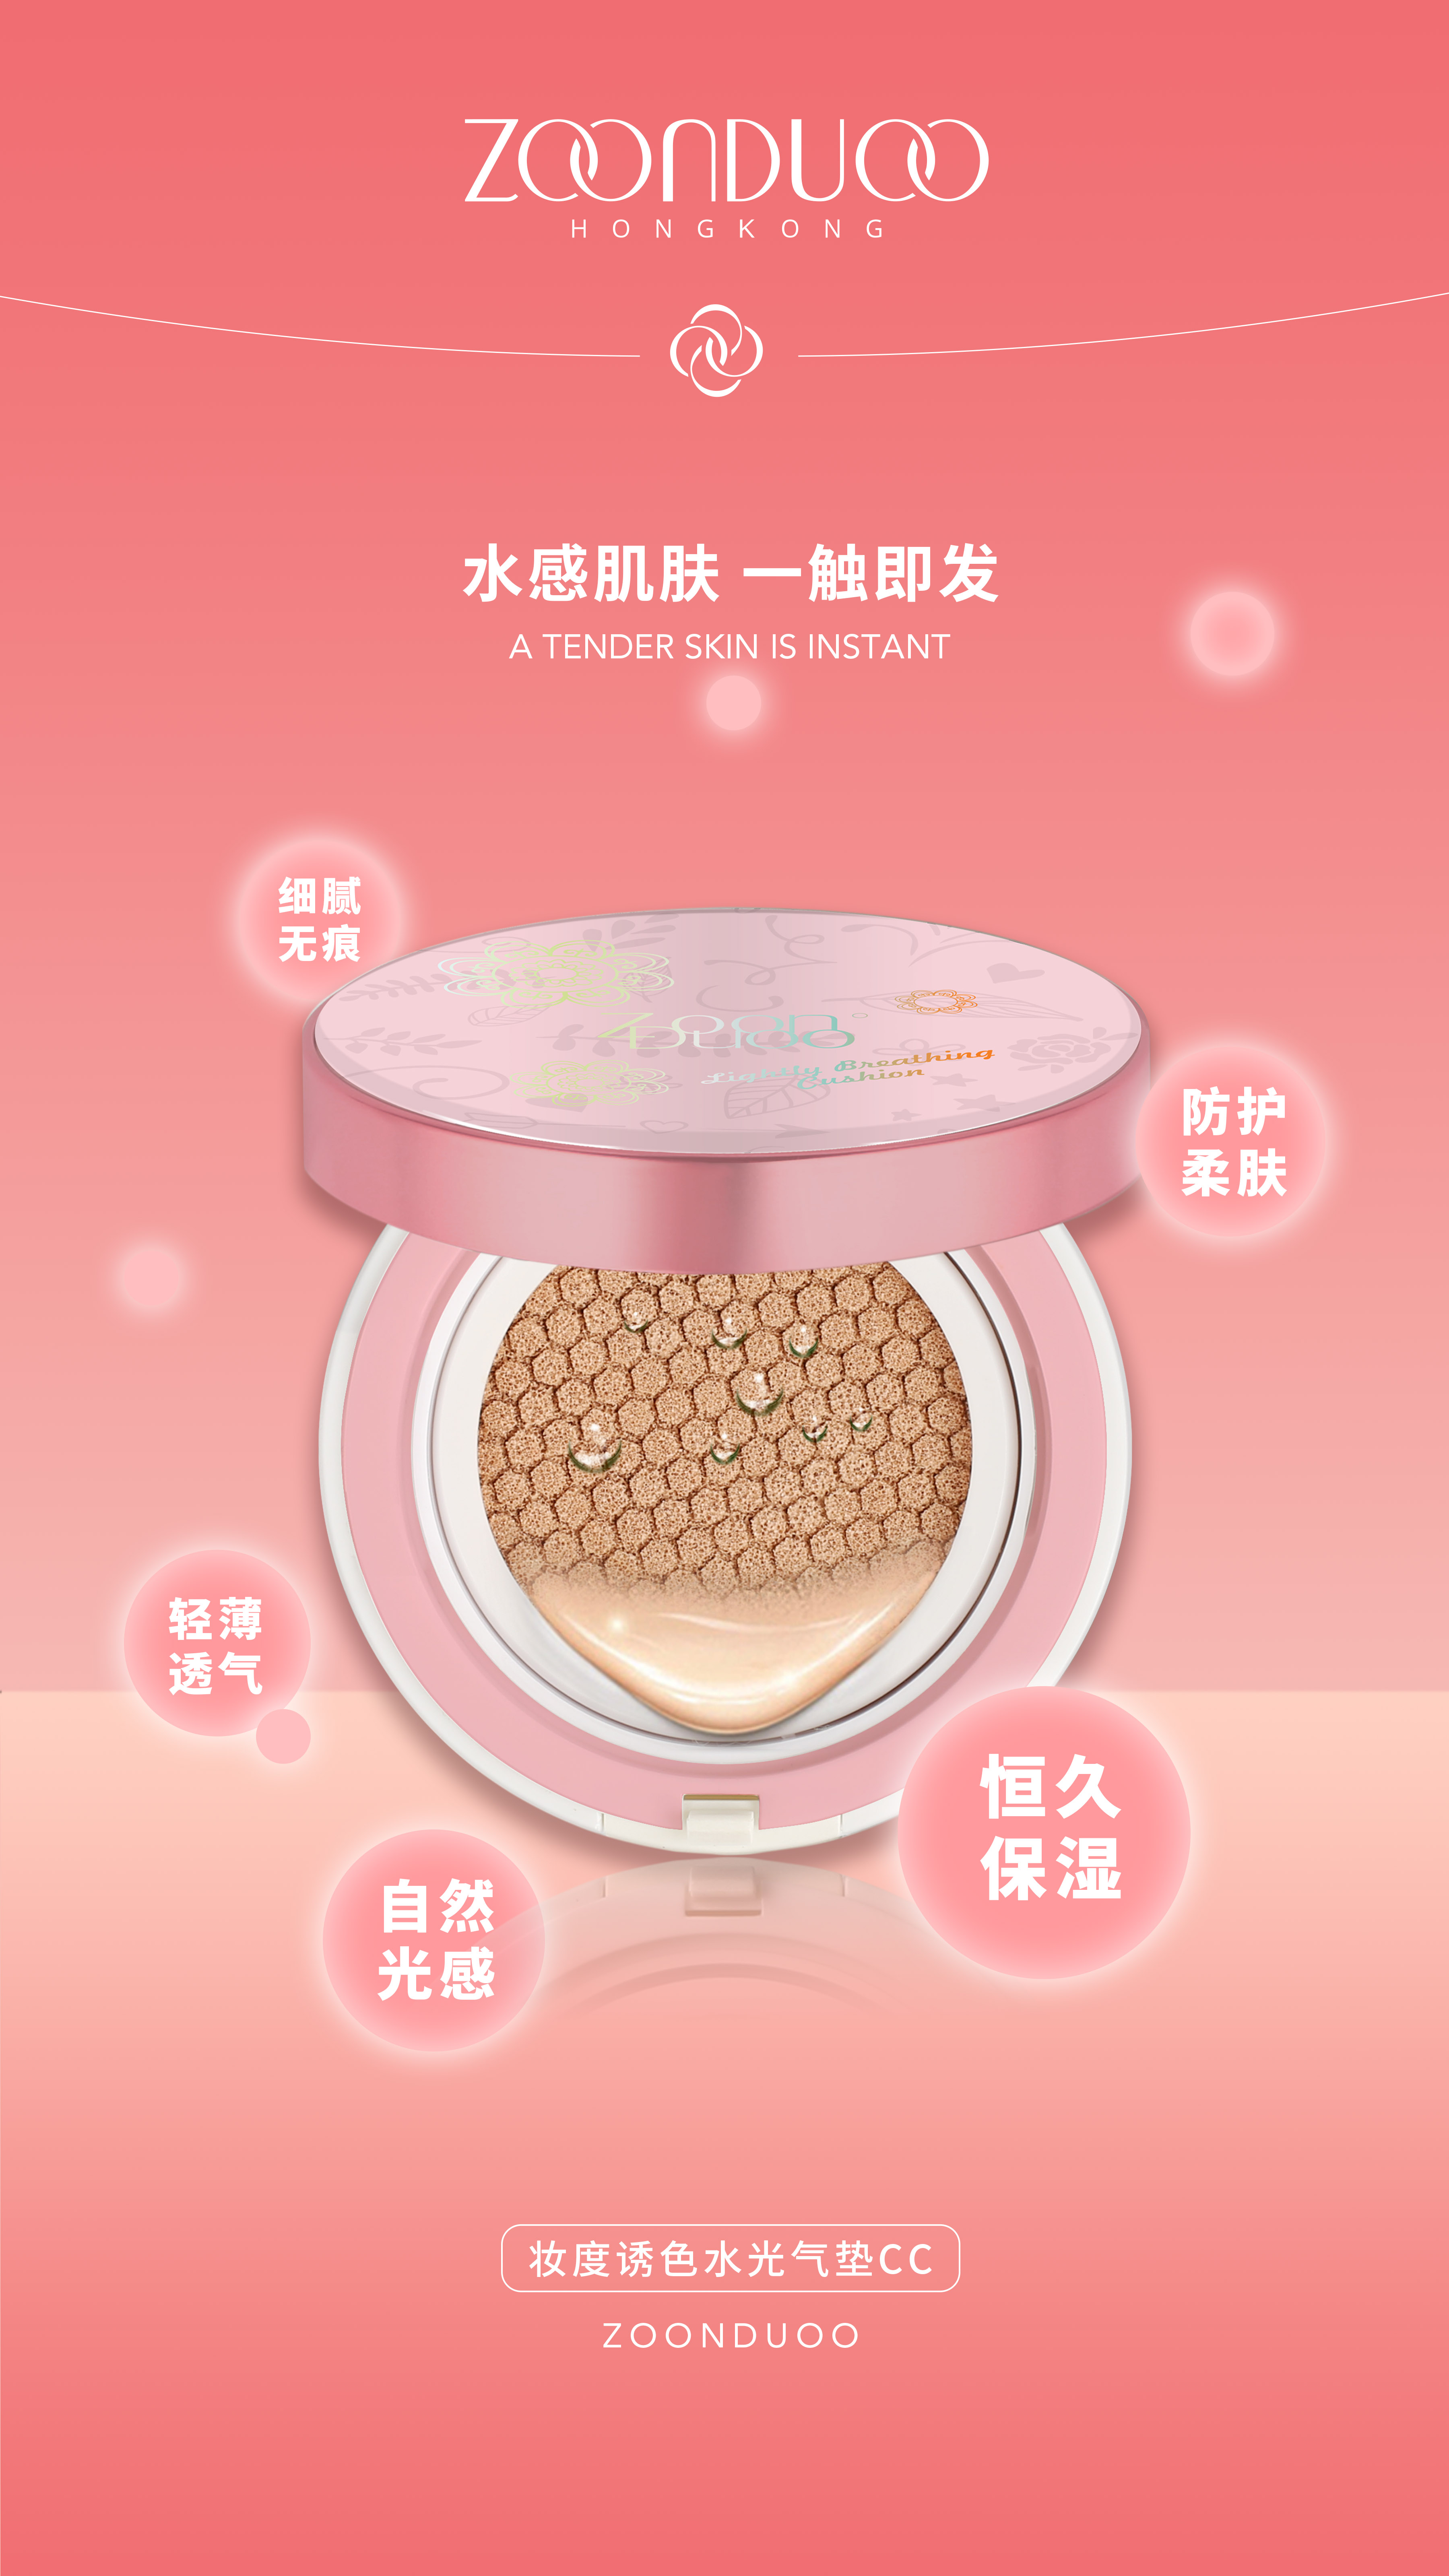 ZOONDUOO
HONGKONG
水感肌肤 一触即发
A TENDER SKIN IS INSTANT
细腻
无痕
Zoon
Duoo
Lightly Breathing
Cushion
防护
柔肤
轻薄
透气
恒久
保湿
自然
光感
妆度诱色水光气垫CC
ZOONDUOO